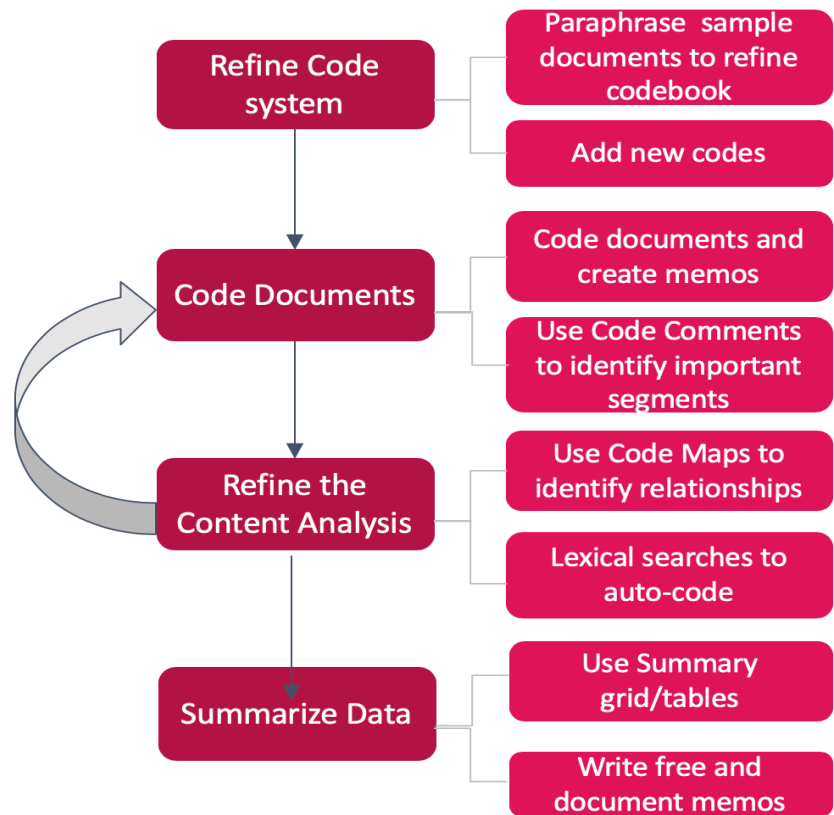 Refine Code
system
Paraphrase sample
documents to refine
codebook
Add new codes
Code Documents
Code documents and
create memos
Use Code Comments
to identify important
segments
Refine the
Content Analysis
Use Code Maps to
identify relationships
Lexical searches to
auto-code
Summarize Data
Use Summary
grid/tables
Write free and
document memos